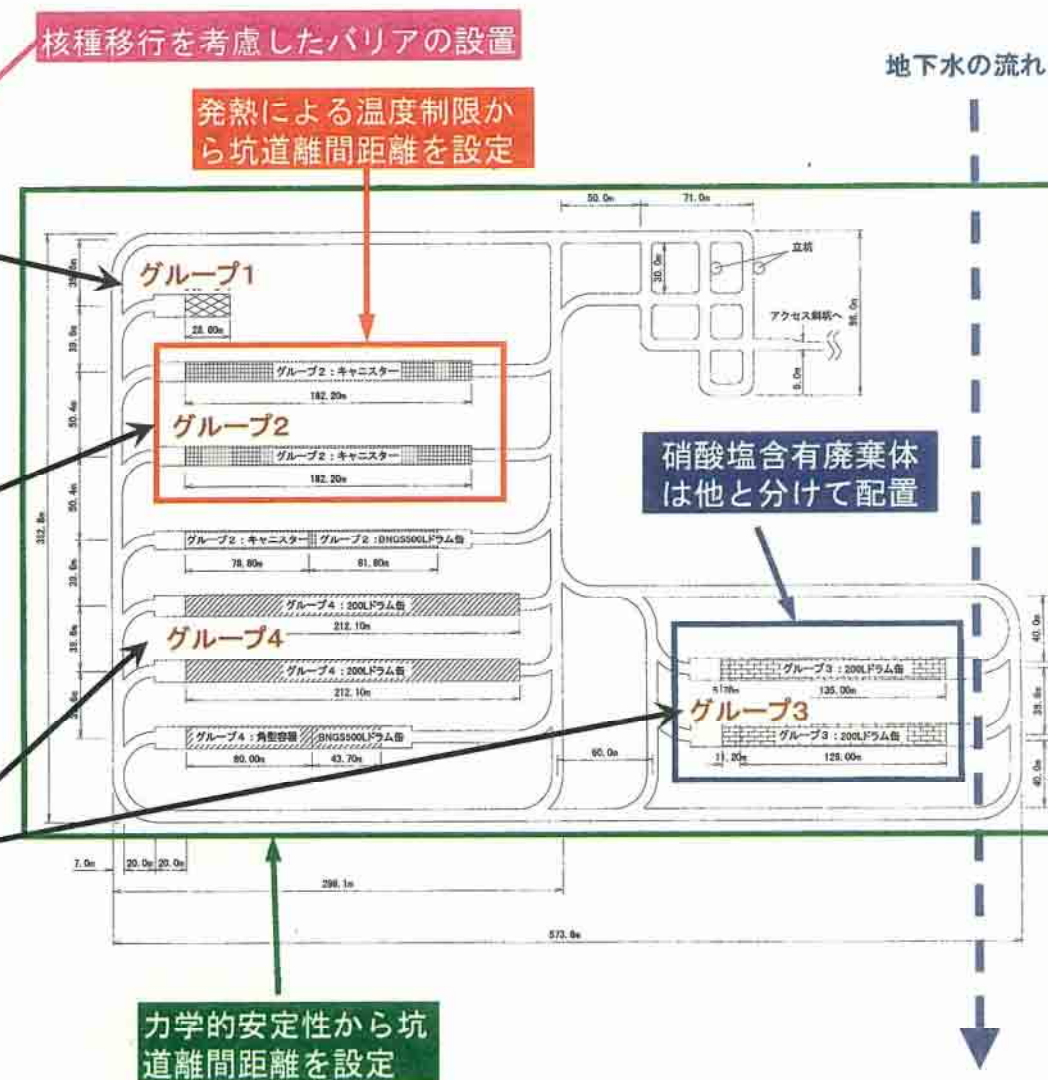 核種移行を考慮したバリアの設置
地下水の流れ
発熱による温度制限か
ら坑道離間距離を設定
50.0m
71.0m
立坑
30.0m
アクセス斜坑へ
グループ1
28.80m
グループ2：キャニスター
182.20m
グループ2
グループ2：キャニスター
182.20m
50.4m
50.4m
硝酸塩含有廃棄体
は他と分けて配置
グループ2：キャニスター
グループ2：BNGS500Lドラム缶
78.80m
81.80m
グループ4：200Lドラム缶
212.10m
グループ4
グループ4：200Lドラム缶
212.10m
グループ4：角型容器
BNGS500Lドラム缶
80.00m
43.70m
グループ3：200Lドラム缶
135.00m
グループ3
グループ3：200Lドラム缶
11.20m
40.0m
40.0m
60.0m
7.0m
20.0m
20.0m
573.8m
力学的安定性から坑
道離間距離を設定